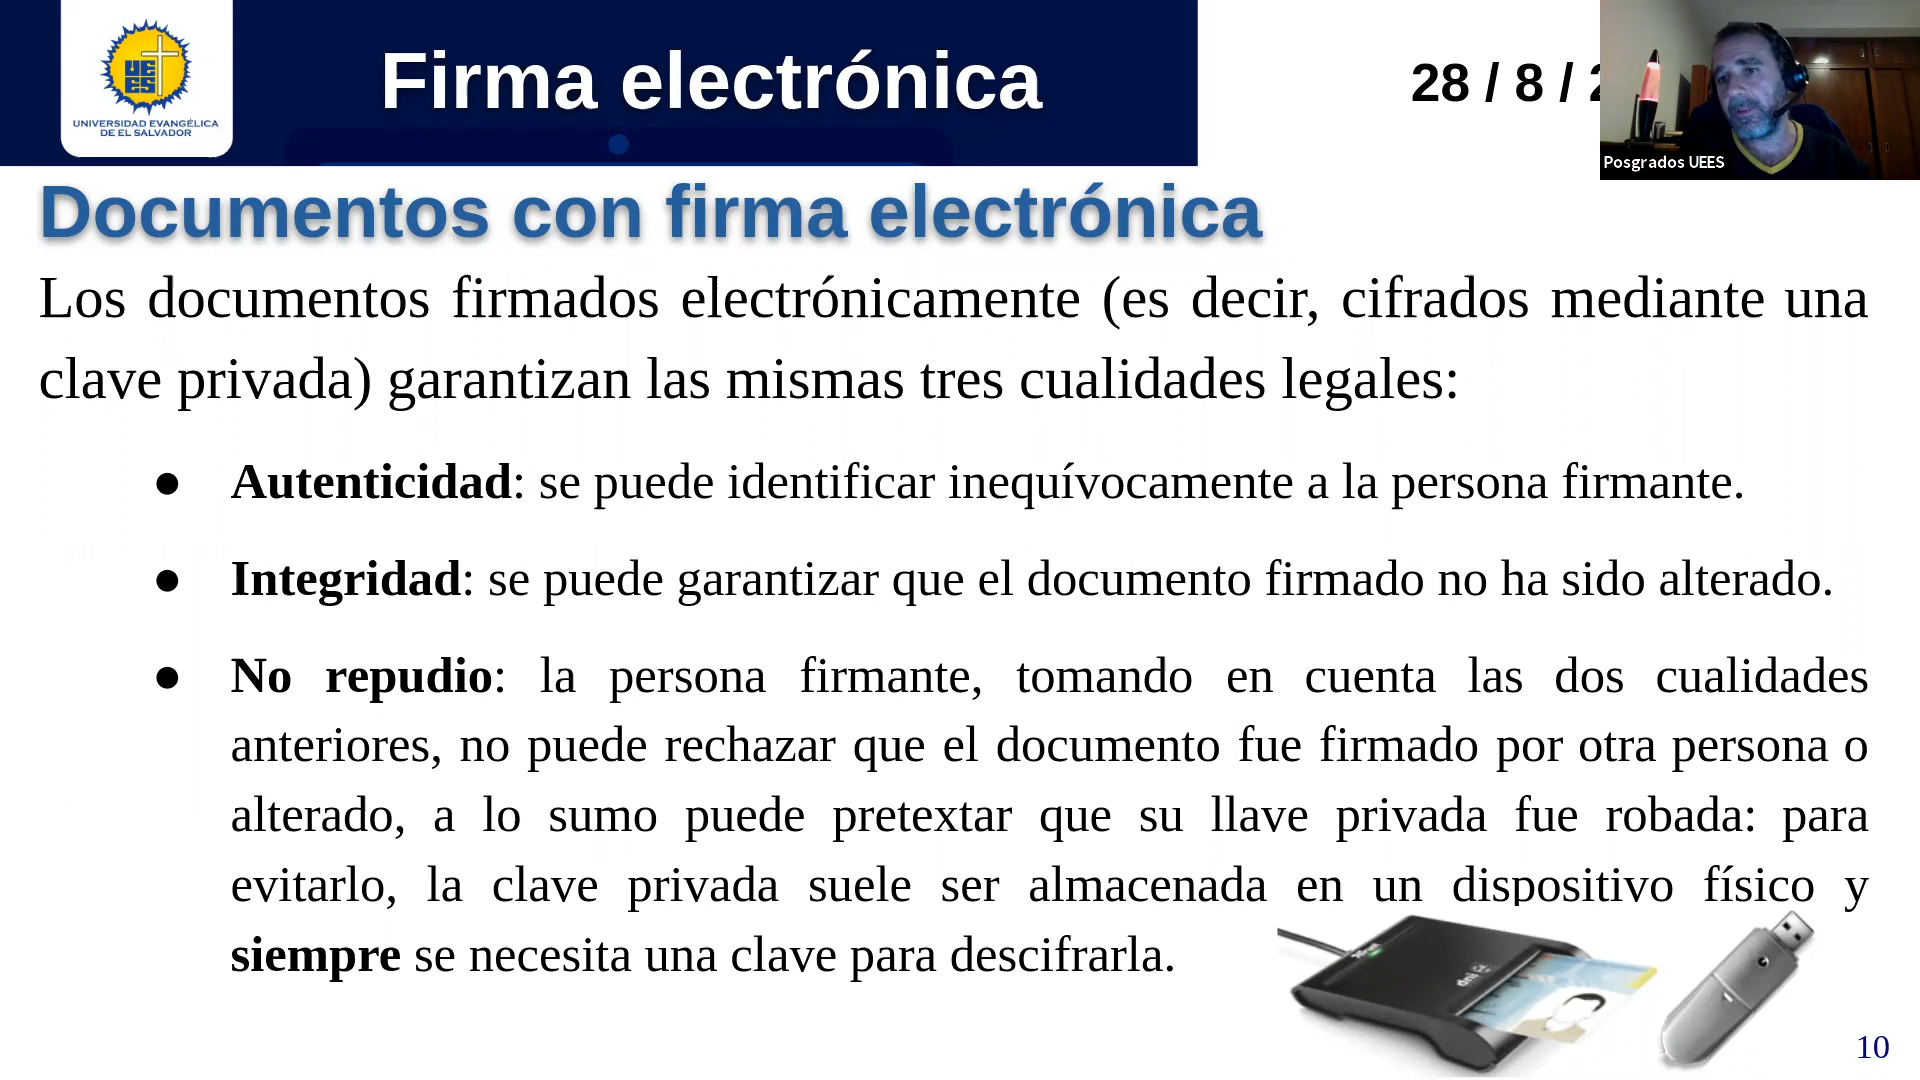 UEES
UNIVERSIDAD EVANGÉLICA
DE EL SALVADOR
Firma electrónica
28 / 8 / 2
Posgrados UEES
Documentos con firma electrónica
Los documentos firmados electrónicamente (es decir, cifrados mediante una
clave privada) garantizan las mismas tres cualidades legales:
● Autenticidad: se puede identificar inequívocamente a la persona firmante.
● Integridad: se puede garantizar que el documento firmado no ha sido alterado.
● No repudio: la persona firmante, tomando en cuenta las dos cualidades
anteriores, no puede rechazar que el documento fue firmado por otra persona o
alterado, a lo sumo puede pretextar que su llave privada fue robada: para
evitarlo, la clave privada suele ser almacenada en un dispositivo físico y
siempre se necesita una clave para descifrarla.
10